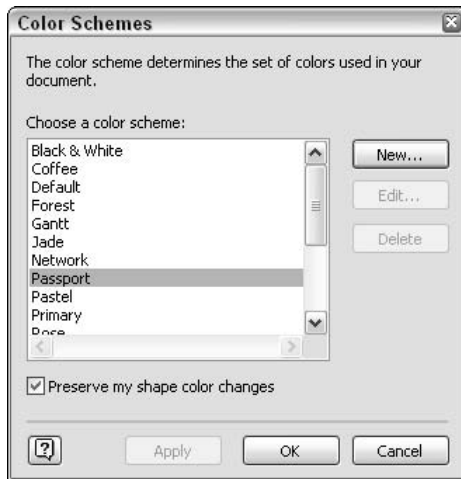 Color Schemes
The color scheme determines the set of colors used in your
document.
Choose a color scheme:
Black & White
Coffee
Default
Forest
Gantt
Jade
Network
Passport
Pastel
Primary
Rose
New...
Edit...
Delete
Preserve my shape color changes
?
Apply
OK
Cancel